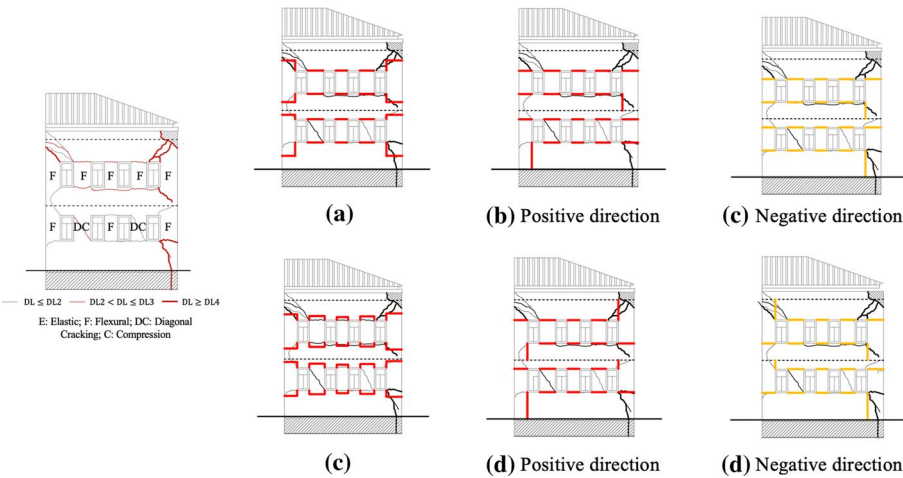 (a)
(b) Positive direction
(c) Negative direction
F F F F F
F DC F DC F
DL ≤ DL2 DL2 < DL ≤ DL3 DL ≥ DL4
E: Elastic; F: Flexural; DC: Diagonal
Cracking; C: Compression
(c)
(d) Positive direction
(d) Negative direction